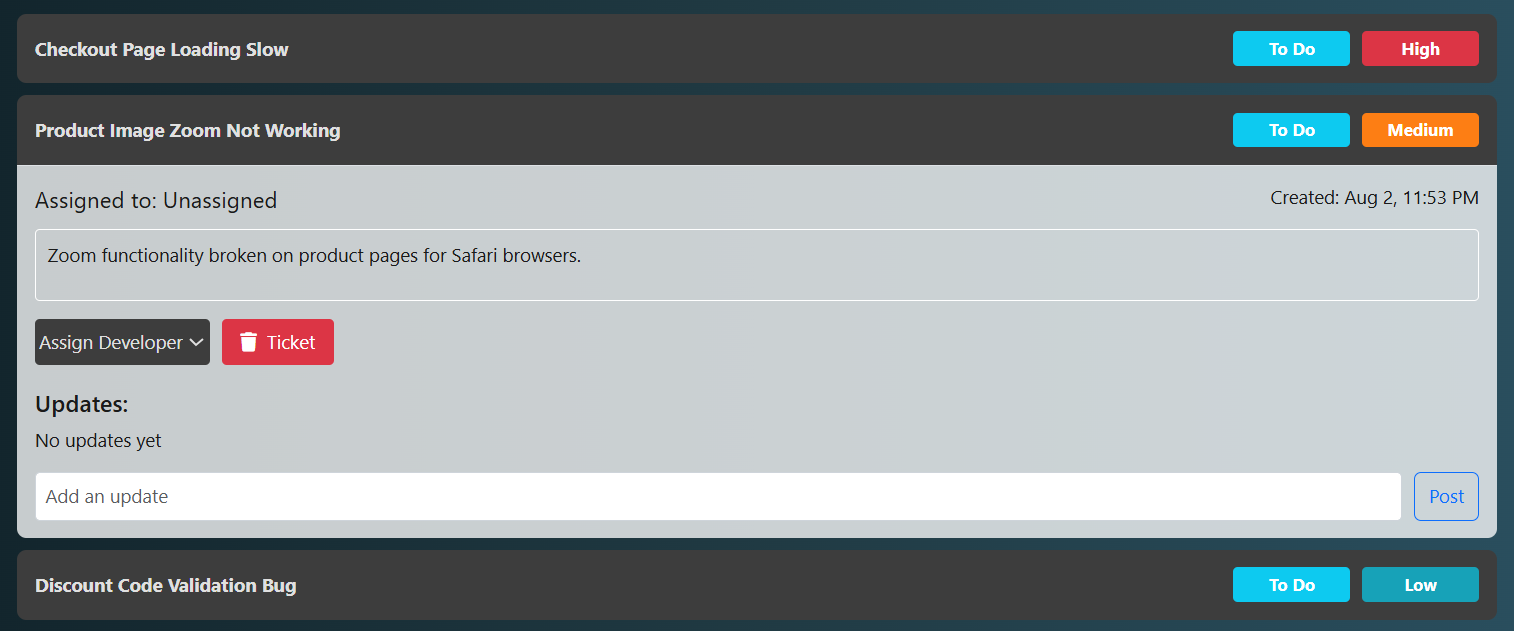 Checkout Page Loading Slow To Do High
Product Image Zoom Not Working To Do Medium
Assigned to: Unassigned Created: Aug 2, 11:53 PM
Zoom functionality broken on product pages for Safari browsers.
Assign Developer Ticket
Updates:
No updates yet
Add an update Post
Discount Code Validation Bug To Do Low